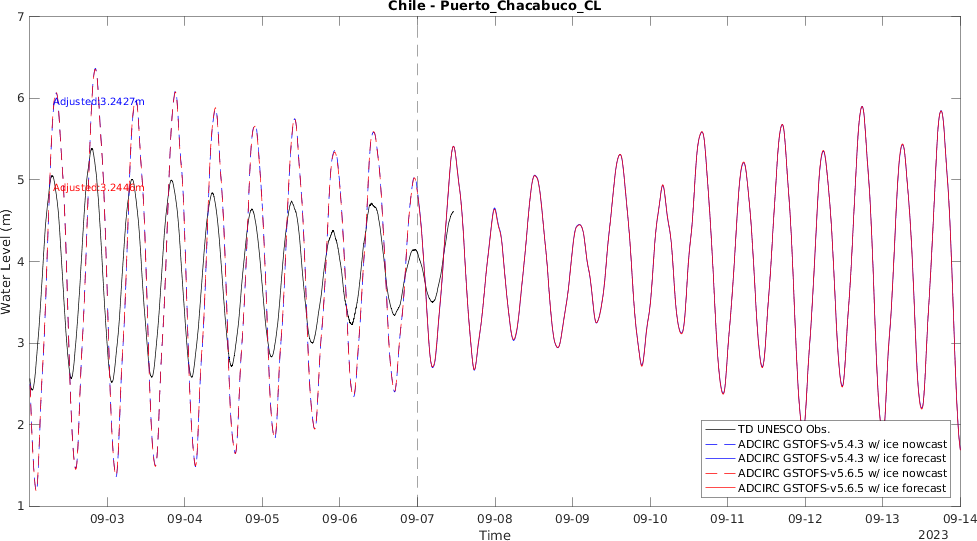 Chile - Puerto_Chacabuco_CL
Water Level (m)
7
6
5
4
3
2
1
Adjusted:3.2427m
Adjusted:3.2446m
TD UNESCO Obs.
ADCIRC GSTOFS-v5.4.3 w/ ice nowcast
ADCIRC GSTOFS-v5.4.3 w/ ice forecast
ADCIRC GSTOFS-v5.6.5 w/ ice nowcast
ADCIRC GSTOFS-v5.6.5 w/ ice forecast
09-03 09-04 09-05 09-06 09-07 09-08 09-09 09-10 09-11 09-12 09-13 09-14
Time
2023